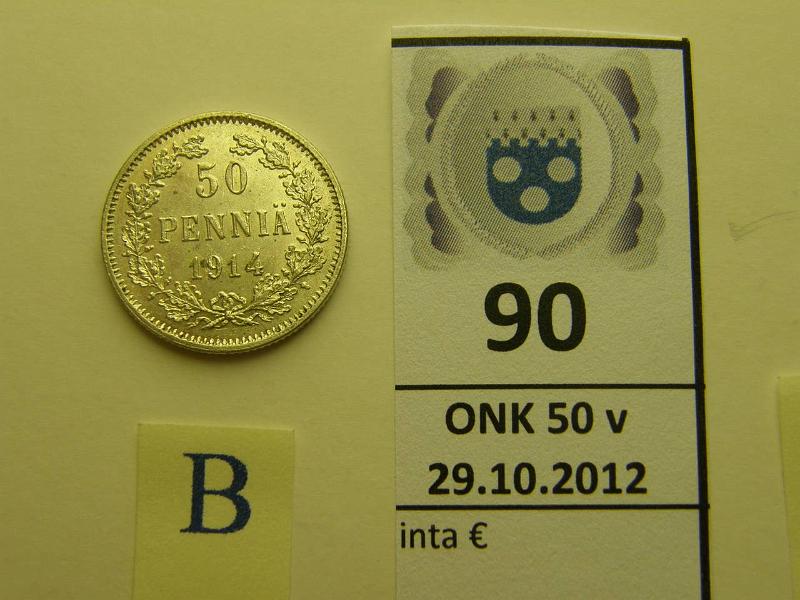 50
PENNIÄ
1914
B
90
ONK 50 v
29.10.2012
inta €